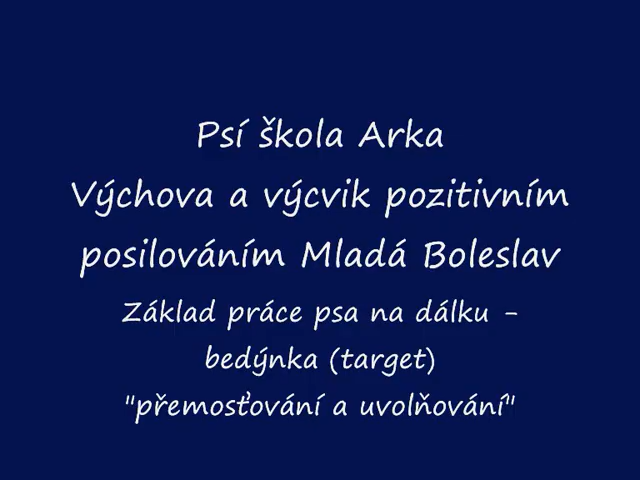 Psí škola Arka
Výchova a výcvik pozitivním
posilováním Mladá Boleslav
Základ práce psa na dálku -
bedýnka (target)
"přemosťování a uvolňování"